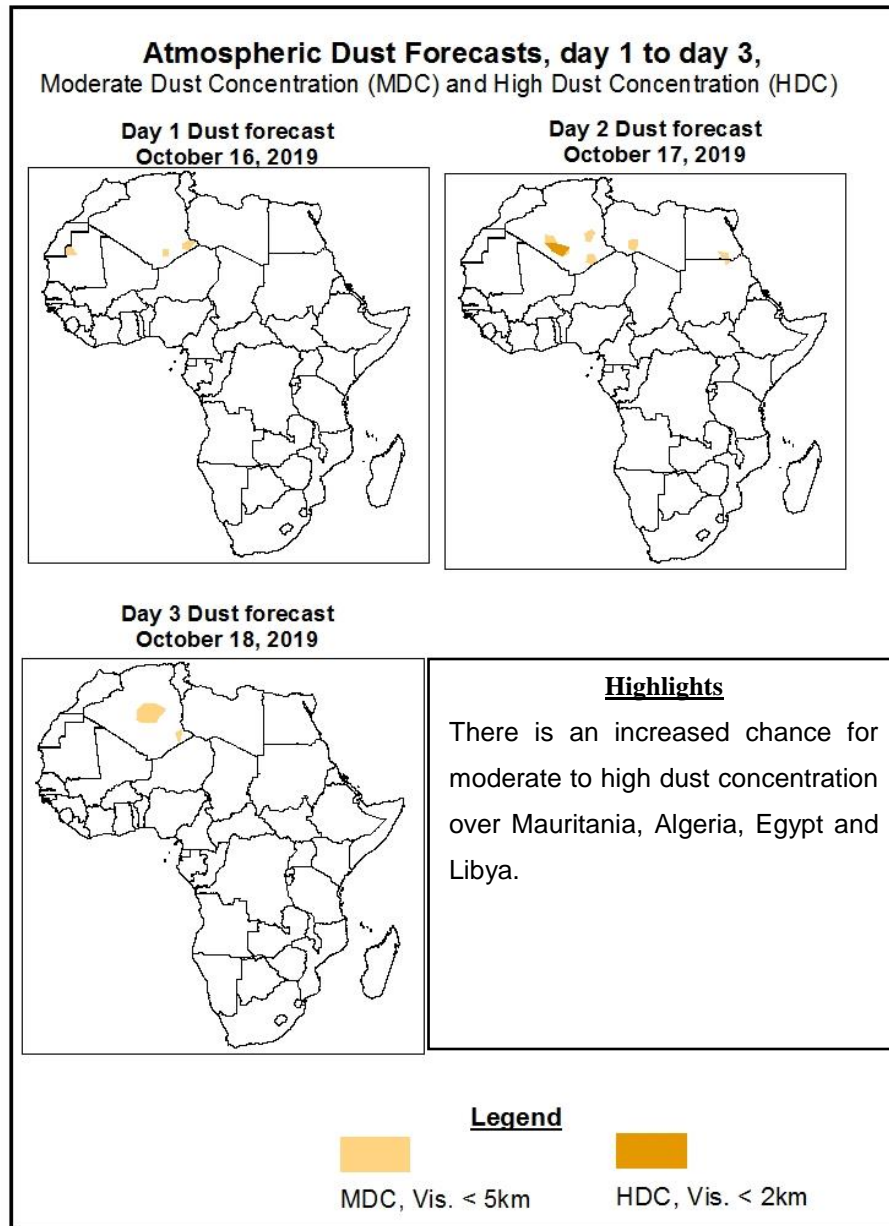 Atmospheric Dust Forecasts, day 1 to day 3,
Moderate Dust Concentration (MDC) and High Dust Concentration (HDC)
Day 1 Dust forecast
October 16, 2019
Day 2 Dust forecast
October 17, 2019
Day 3 Dust forecast
October 18, 2019
Highlights
There is an increased chance for
moderate to high dust concentration
over Mauritania, Algeria, Egypt and
Libya.
Legend
MDC, Vis. < 5km
HDC, Vis. < 2km